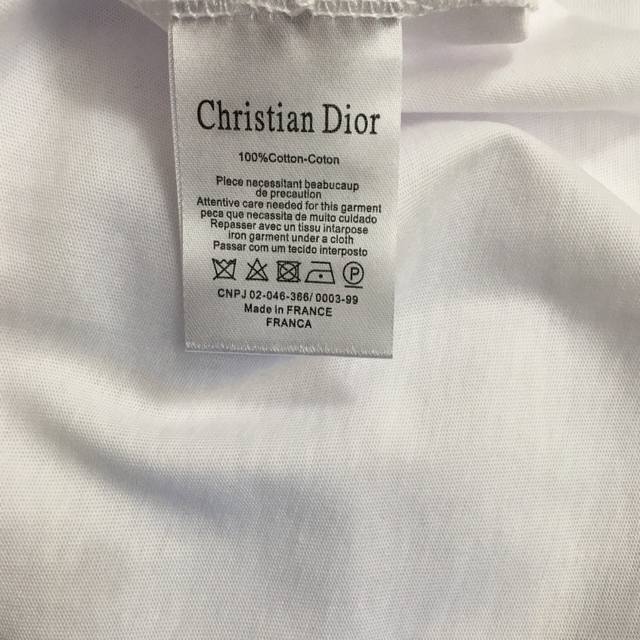 Christian Dior
100%Cotton-Coton
Piece necessitant beabucaup
de precaution
Attentive care needed for this garment
peca que necassita de muito culdado
Repasser avec un tissu intarpose
iron garment under a cloth
Passar com um tecido interposto
P
CNPJ 02-046-366/ 0003-99
Made in FRANCE
FRANCA